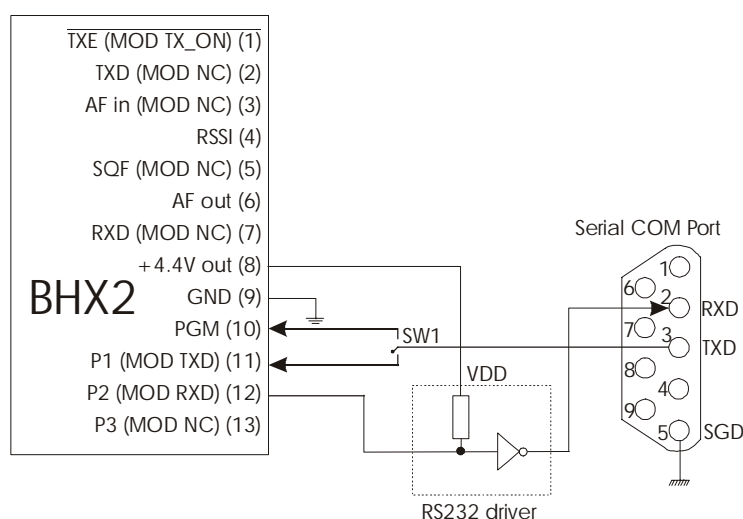 TXE (MOD TX_ON) (1)
TXD (MOD NC) (2)
AF in (MOD NC) (3)
RSSI (4)
SQF (MOD NC) (5)
AF out (6)
RXD (MOD NC) (7)
+4.4V out (8)
BHX2
GND (9)
PGM (10)
P1 (MOD TXD) (11)
P2 (MOD RXD) (12)
P3 (MOD NC) (13)
SW1
VDD
RS232 driver
Serial COM Port
1
6
2
RXD
7
3
TXD
8
4
9
5
SGD